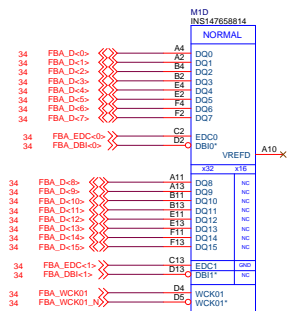 M1D
INS147658814
NORMAL
34 FBA_D<0> A4 DQ0
34 FBA_D<1> A2 DQ1
34 FBA_D<2> B4 DQ2
34 FBA_D<3> B2 DQ3
34 FBA_D<4> E4 DQ4
34 FBA_D<5> E2 DQ5
34 FBA_D<6> F4 DQ6
34 FBA_D<7> F2 DQ7
34 FBA_EDC<0> C2 EDC0
34 FBA_DBI<0> D2 DBI0*
VREFD A10
x32 x16
34 FBA_D<8> A11 DQ8 NC
34 FBA_D<9> A13 DQ9 NC
34 FBA_D<10> B11 DQ10 NC
34 FBA_D<11> B13 DQ11 NC
34 FBA_D<12> E11 DQ12 NC
34 FBA_D<13> E13 DQ13 NC
34 FBA_D<14> F11 DQ14 NC
34 FBA_D<15> F13 DQ15 NC
34 FBA_EDC<1> C13 EDC1 GND
34 FBA_DBI<1> D13 DBI1* NC
34 FBA_WCK01 D4 WCK01
34 FBA_WCK01_N D5 WCK01*